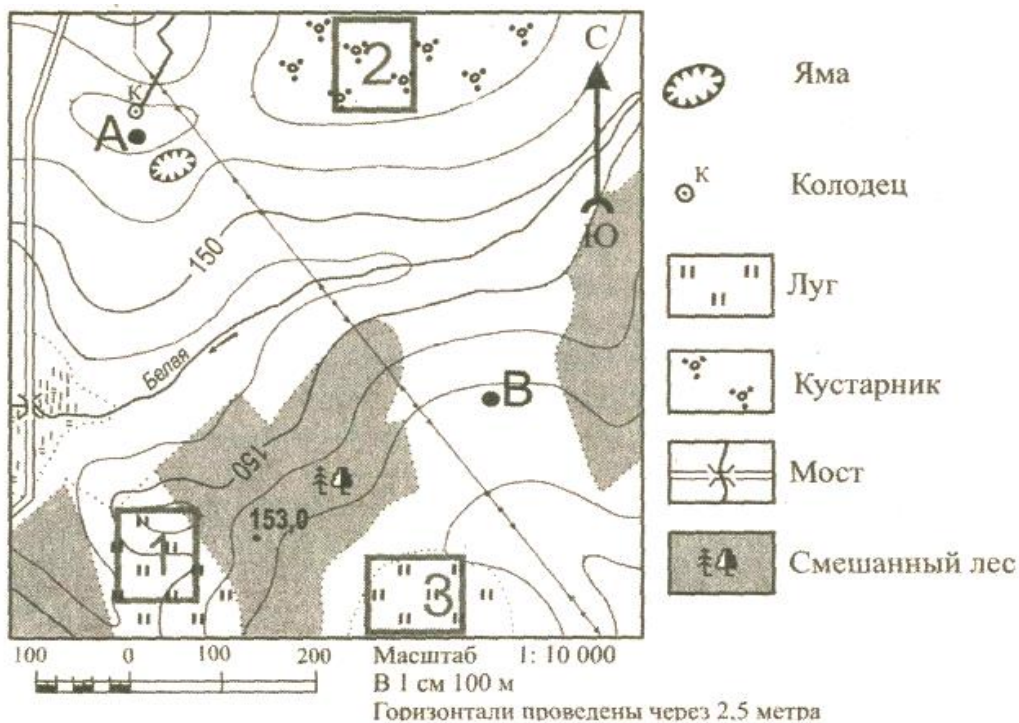 2
С
Яма
К
А
К
Колодец
Ю
150
Луг
Белая
В
Кустарник
150
Мост
153,0
1
3
Смешанный лес
100 0 100 200
Масштаб 1: 10 000
В 1 см 100 м
Горизонтали проведены через 2,5 метра